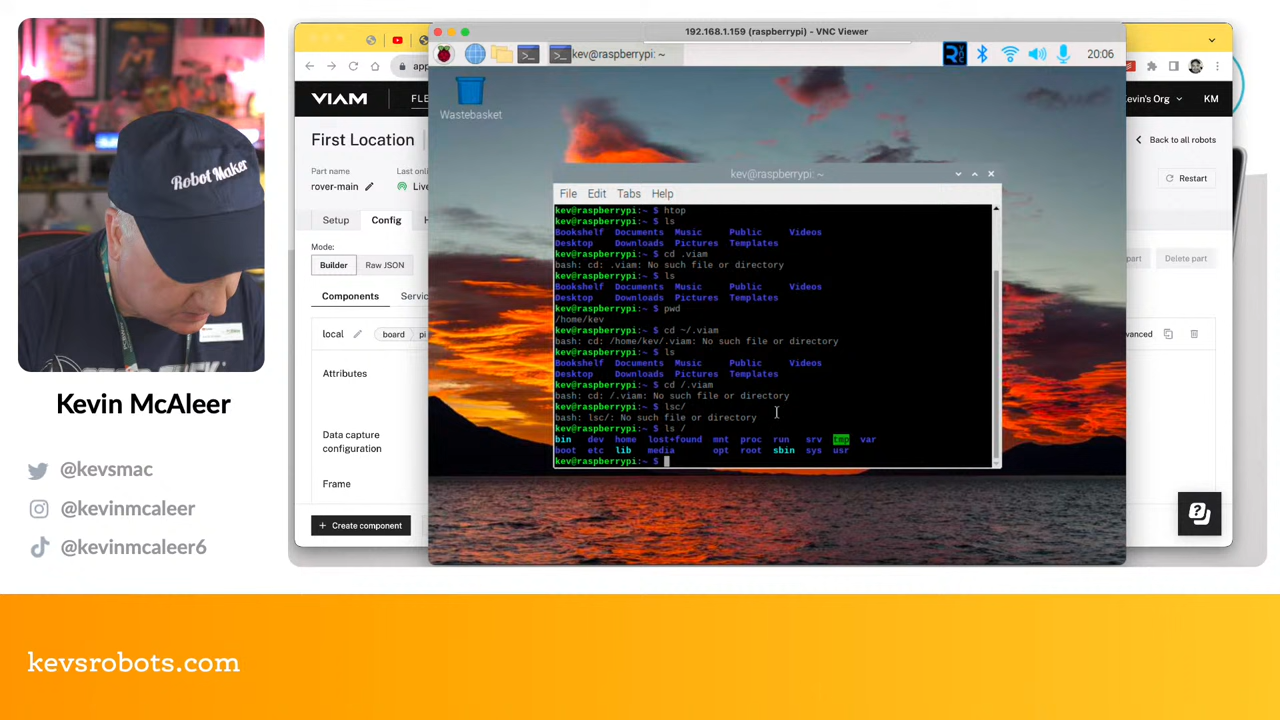 192.168.1.159 (raspberrypi) - VNC Viewer
kev@raspberrypi: ~
20:06
Wastebasket
VIAM
FLE
evin's Org
KM
First Location
Back to all robots
Part name
Last onli
rover-main
Live
Restart
Setup
Config
Mode:
Builder
Raw JSON
part
Delete part
Components
Servic
local
board
pi
vanced
Attributes
Data capture
configuration
Frame
+ Create component
kev@raspberrypi: ~
File Edit Tabs Help
kev@raspberrypi:~ $ htop
kev@raspberrypi:~ $ ls
Bookshelf Documents Music Public Videos
Desktop Downloads Pictures Templates
kev@raspberrypi:~ $ cd .viam
bash: cd: .viam: No such file or directory
kev@raspberrypi:~ $ ls
Bookshelf Documents Music Public Videos
Desktop Downloads Pictures Templates
kev@raspberrypi:~ $ pwd
/home/kev
kev@raspberrypi:~ $ cd ~/.viam
bash: cd: /home/kev/.viam: No such file or directory
kev@raspberrypi:~ $ ls
Bookshelf Documents Music Public Videos
Desktop Downloads Pictures Templates
kev@raspberrypi:~ $ cd /.viam
bash: cd: /.viam: No such file or directory
kev@raspberrypi:~ $ lsc/
bash: lsc/: No such file or directory
kev@raspberrypi:~ $ ls /
bin dev home lost+found mnt proc run srv tmp var
boot etc lib media opt root sbin sys usr
kev@raspberrypi:~ $
Robot Maker
Kevin McAleer
@kevsmac
@kevinmcaleer
@kevinmcaleer6
kevsrobots.com